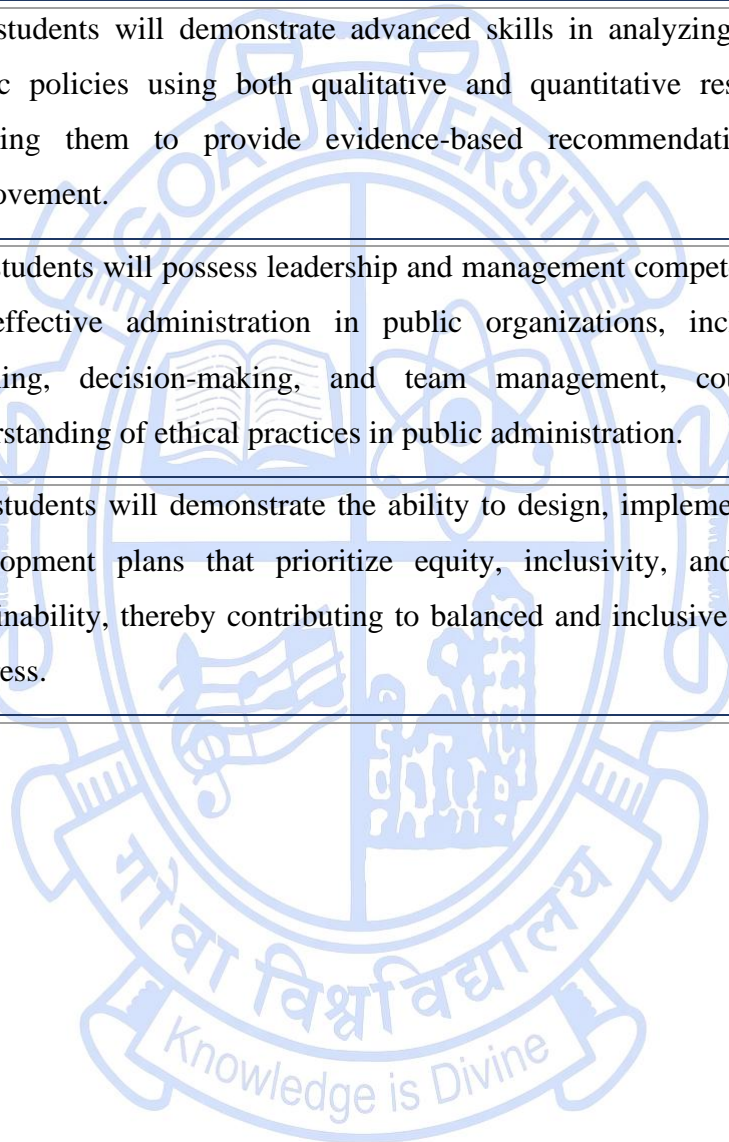 students will demonstrate advanced skills in analyzing
c policies using both qualitative and quantitative res
ing them to provide evidence-based recommendati
ovement.
students will possess leadership and management compet
effective administration in public organizations, incl
ing, decision-making, and team management, cou
rstanding of ethical practices in public administration.
students will demonstrate the ability to design, impleme
opment plans that prioritize equity, inclusivity, and
inability, thereby contributing to balanced and inclusive
ess.
GOA UNIVERSITY
गोंवा विश्वविद्यालय
Knowledge is Divine